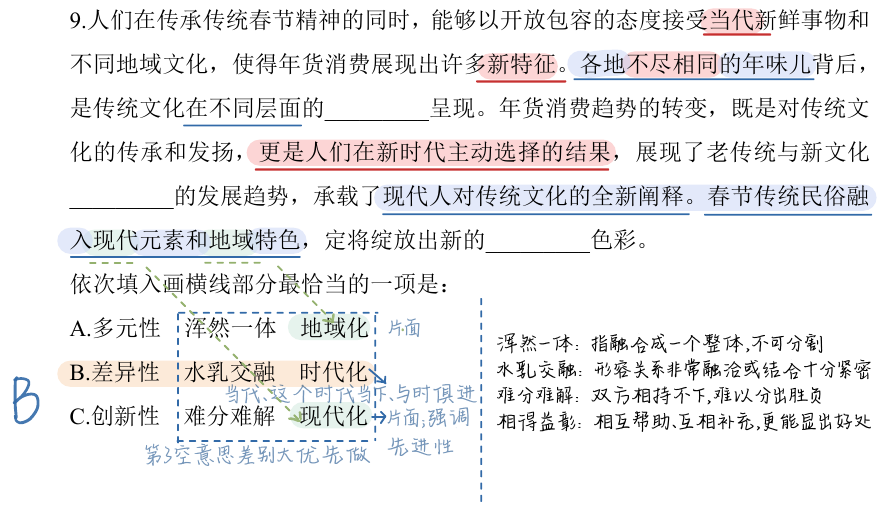 9.人们在传承传统春节精神的同时，能够以开放包容的态度接受当代新鲜事物和
不同地域文化，使得年货消费展现出许多新特征。各地不尽相同的年味儿背后，
是传统文化在不同层面的________呈现。年货消费趋势的转变，既是对传统文
化的传承和发扬，更是人们在新时代主动选择的结果，展现了老传统与新文化
________的发展趋势，承载了现代人对传统文化的全新阐释。春节传统民俗融
入现代元素和地域特色，定将绽放出新的________色彩。
依次填入画横线部分最恰当的一项是：
A.多元性 浑然一体 地域化 片面
B.差异性 水乳交融 时代化
当代、这个时代当下、与时俱进
C.创新性 难分难解 现代化→片面,强调
先进性
第3空意思差别大优先做
B
浑然一体：指融合成一个整体,不可分割
水乳交融：形容关系非常融洽或结合十分紧密
难分难解：双方相持不下,难以分出胜负
相得益彰：相互帮助、互相补充,更能显出好处